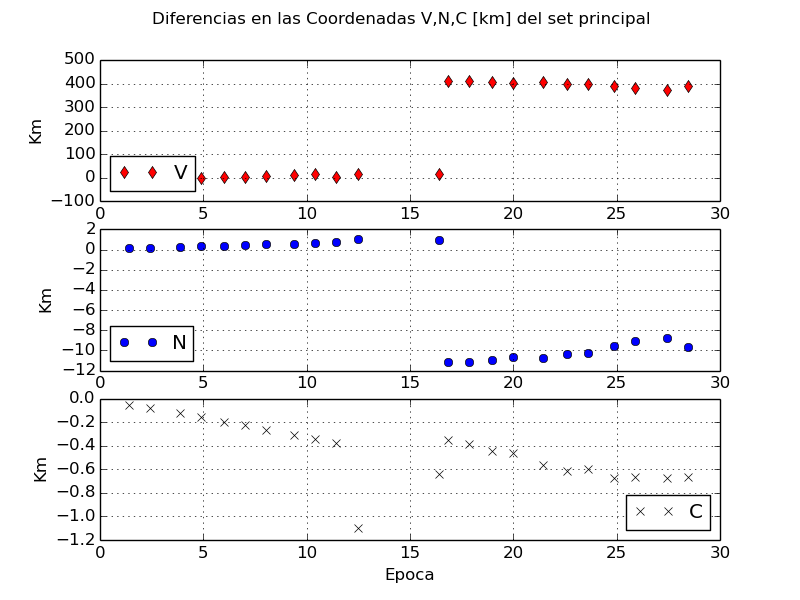 Diferencias en las Coordenadas V,N,C [km] del set principal
500
400
300
200
100
0
−100
Km
V
0 5 10 15 20 25 30
2
0
−2
−4
−6
−8
−10
−12
Km
N
0 5 10 15 20 25 30
0.0
−0.2
−0.4
−0.6
−0.8
−1.0
−1.2
Km
C
0 5 10 15 20 25 30
Epoca